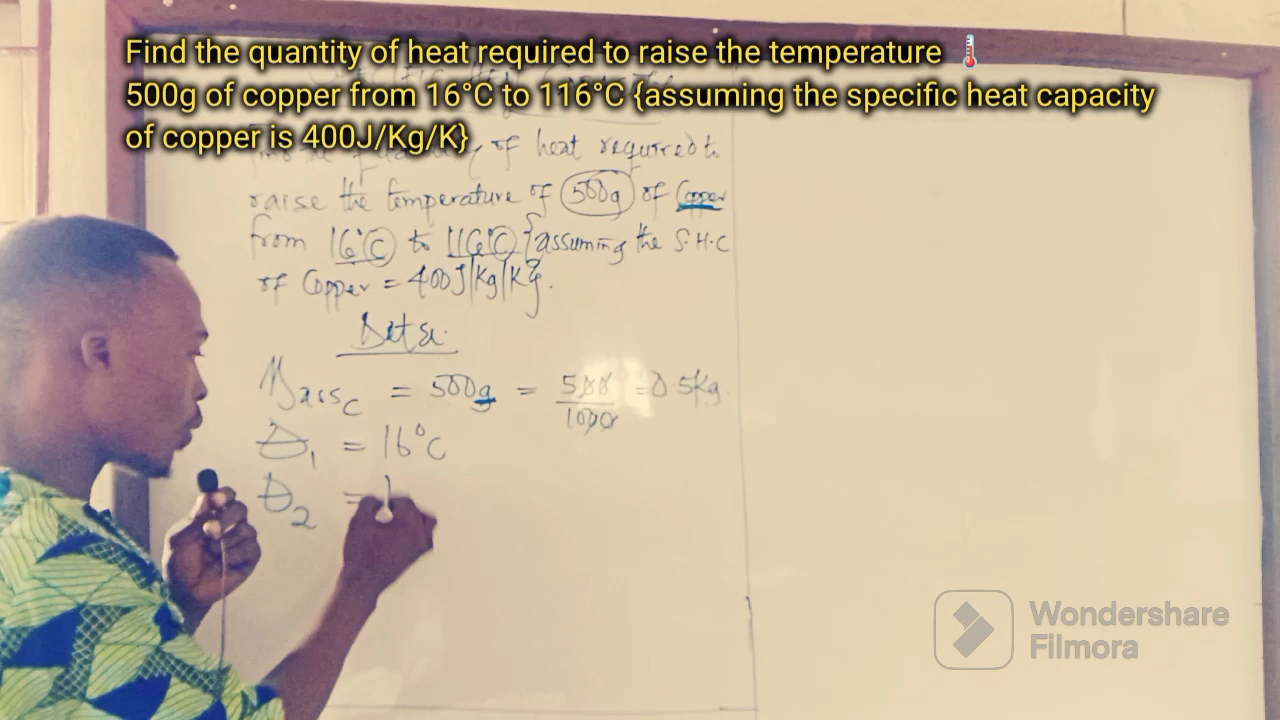 Find the quantity of heat required to raise the temperature 🌡️
500g of copper from 16°C to 116°C {assuming the specific heat capacity
of copper is 400J/Kg/K}
of heat required to
raise the temperature of 500g of Copper
from 16°C to 116°C {assuming the S.H.C
of Copper = 400J/Kg/K}.
Data
Mass_C = 500g = 500/1000 = 0.5Kg
θ₁ = 16°C
θ₂ = 1
Wondershare
Filmora